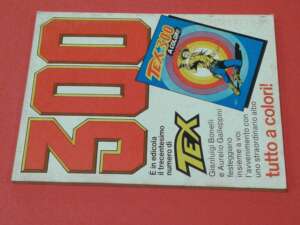 300
TEX 300
A COLORI
È in edicola
il trecentesimo
numero di
TEX
Gianluigi Bonelli
e Aurelio Galleppini
festeggiano
insieme a voi
l'avvenimento con
uno straordinario albo
tutto a colori!